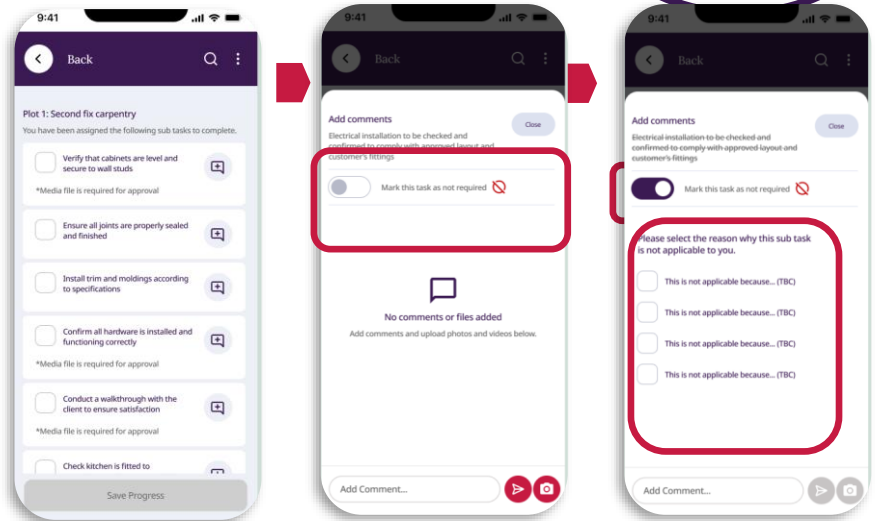 9:41
Back
Plot 1: Second fix carpentry
You have been assigned the following sub tasks to complete.
Verify that cabinets are level and
secure to wall studs
*Media file is required for approval
Ensure all joints are properly sealed
and finished
Install trim and moldings according
to specifications
Confirm all hardware is installed and
functioning correctly
*Media file is required for approval
Conduct a walkthrough with the
client to ensure satisfaction
*Media file is required for approval
Check kitchen is fitted to
Save Progress
9:41
Back
Add comments
Close
Electrical installation to be checked and
confirmed to comply with approved layout and
customer's fittings
Mark this task as not required
No comments or files added
Add comments and upload photos and videos below.
Add Comment...
9:41
Back
Add comments
Close
Electrical installation to be checked and
confirmed to comply with approved layout and
customer's fittings
Mark this task as not required
Please select the reason why this sub task
is not applicable to you.
This is not applicable because... (TBC)
This is not applicable because... (TBC)
This is not applicable because... (TBC)
This is not applicable because... (TBC)
Add Comment...